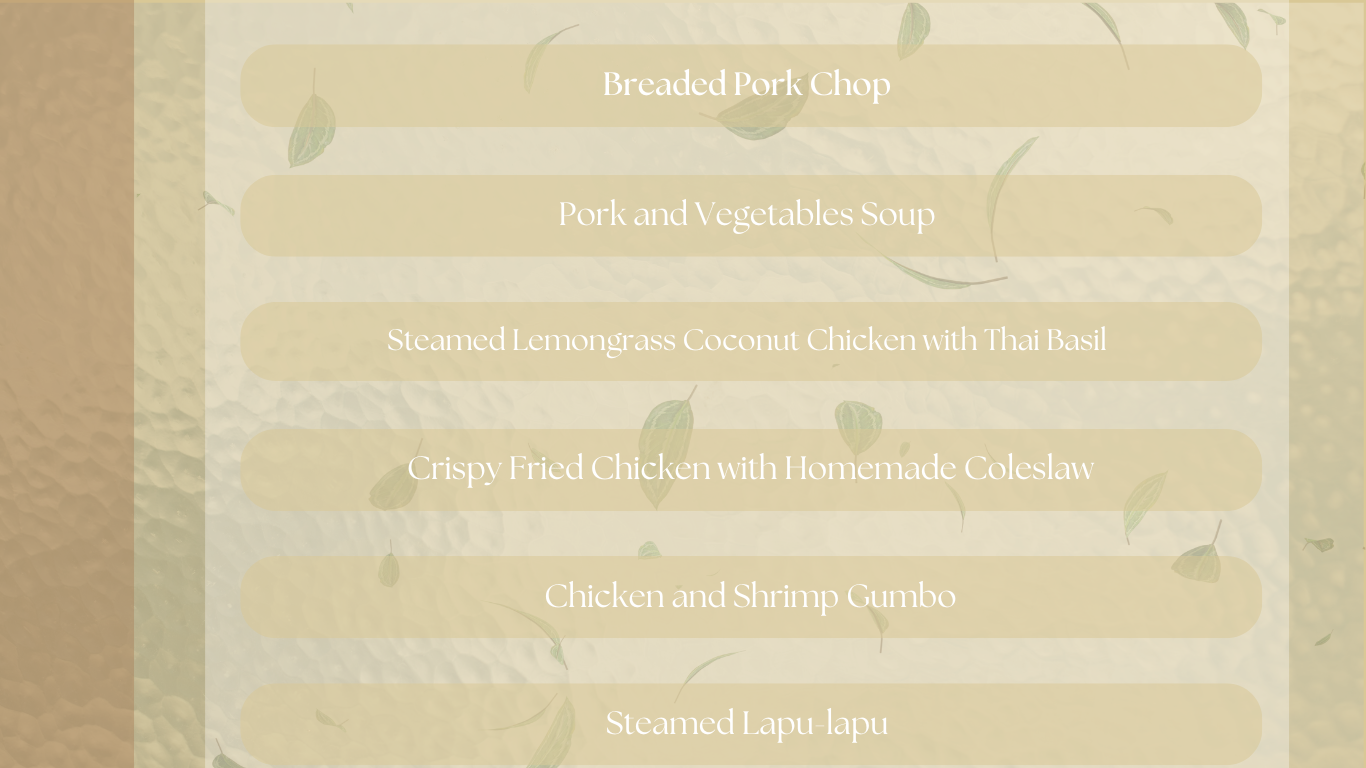 Breaded Pork Chop
Pork and Vegetables Soup
Steamed Lemongrass Coconut Chicken with Thai Basil
Crispy Fried Chicken with Homemade Coleslaw
Chicken and Shrimp Gumbo
Steamed Lapu-lapu